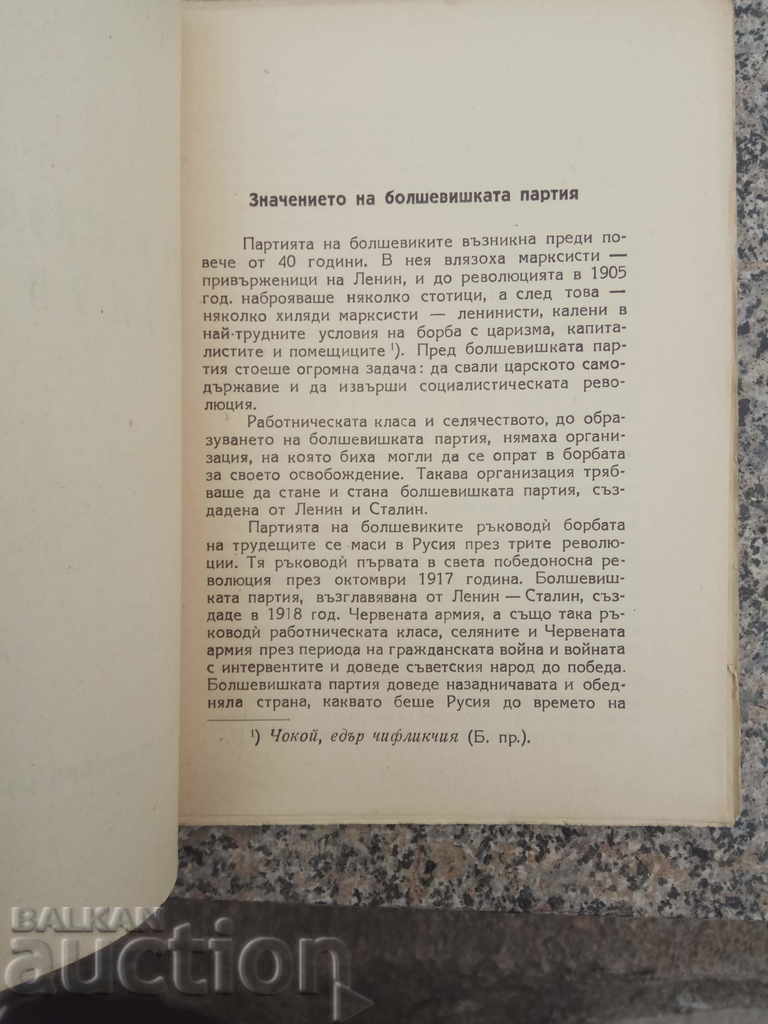 Значението на болшевишката партия
Партията на болшевиките възникна преди по-
вече от 40 години. В нея влязоха марксисти —
привърженици на Ленин, и до революцията в 1905
год. наброяваше няколко стотици, а след това —
няколко хиляди марксисти — ленинисти, калени в
най-трудните условия на борба с царизма, капита-
листите и помещиците ¹). Пред болшевишката пар-
тия стоеше огромна задача: да свали царското само-
държавие и да извърши социалистическата рево-
люция.
Работническата класа и селячеството, до обра-
зуването на болшевишката партия, нямаха органи-
зация, на която биха могли да се опрат в борбата
за своето освобождение. Такава организация тряб-
ваше да стане и стана болшевишката партия, съз-
дадена от Ленин и Сталин.
Партията на болшевиките ръководѝ борбата
на трудещите се маси в Русия през трите револю-
ции. Тя ръководѝ първата в света победоносна ре-
волюция през октомври 1917 година. Болшевиш-
ката партия, възглавявана от Ленин — Сталин, съз-
даде в 1918 год. Червената армия, а също така ръ-
ководѝ работническата класа, селяните и Червената
армия през периода на гражданската война и войната
с интервентите и доведе съветския народ до победа.
Болшевишката партия доведе назадничавата и обед-
няла страна, каквато беше Русия до времето на
¹) Чокой, едър чифликчия (Б. пр.).
BALKAN
auction